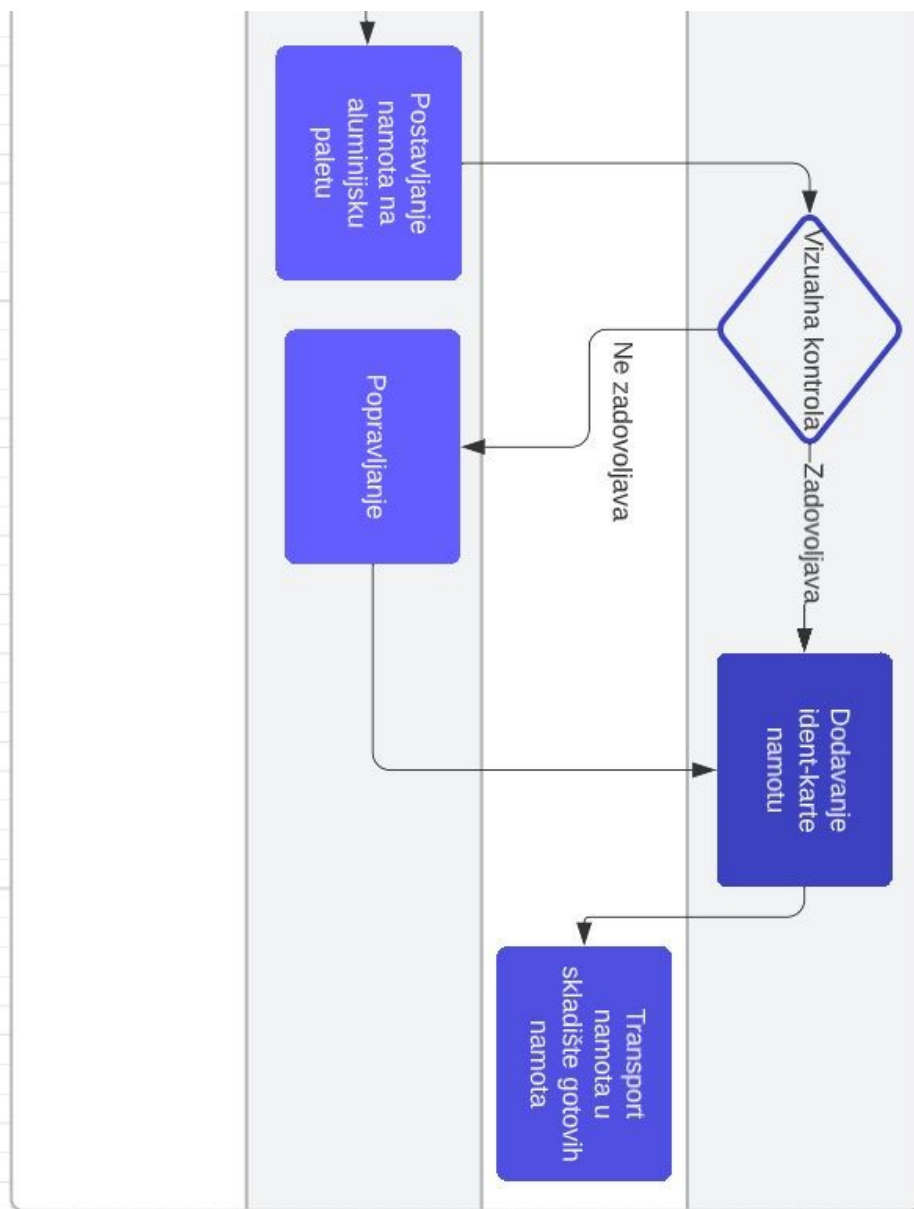 Postavljanje
namota na
aluminijsku
paletu
Vizualna kontrola
Ne zadovoljava
Zadovoljava
Popravljanje
Dodavanje
ident-karte
namotu
Transport
namota u
skladište gotovih
namota